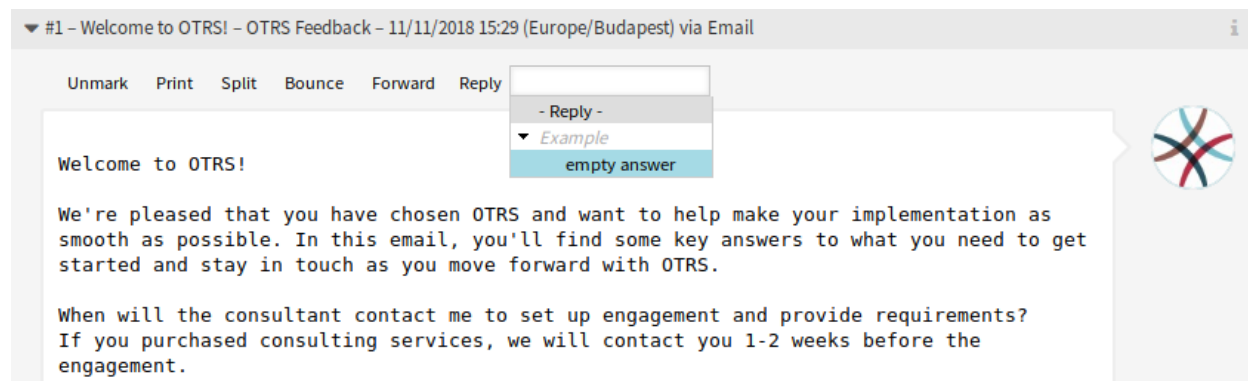 #1 – Welcome to OTRS! – OTRS Feedback – 11/11/2018 15:29 (Europe/Budapest) via Email
Unmark Print Split Bounce Forward Reply
- Reply -
Example
empty answer
Welcome to OTRS!
We're pleased that you have chosen OTRS and want to help make your implementation as
smooth as possible. In this email, you'll find some key answers to what you need to get
started and stay in touch as you move forward with OTRS.
When will the consultant contact me to set up engagement and provide requirements?
If you purchased consulting services, we will contact you 1-2 weeks before the
engagement.